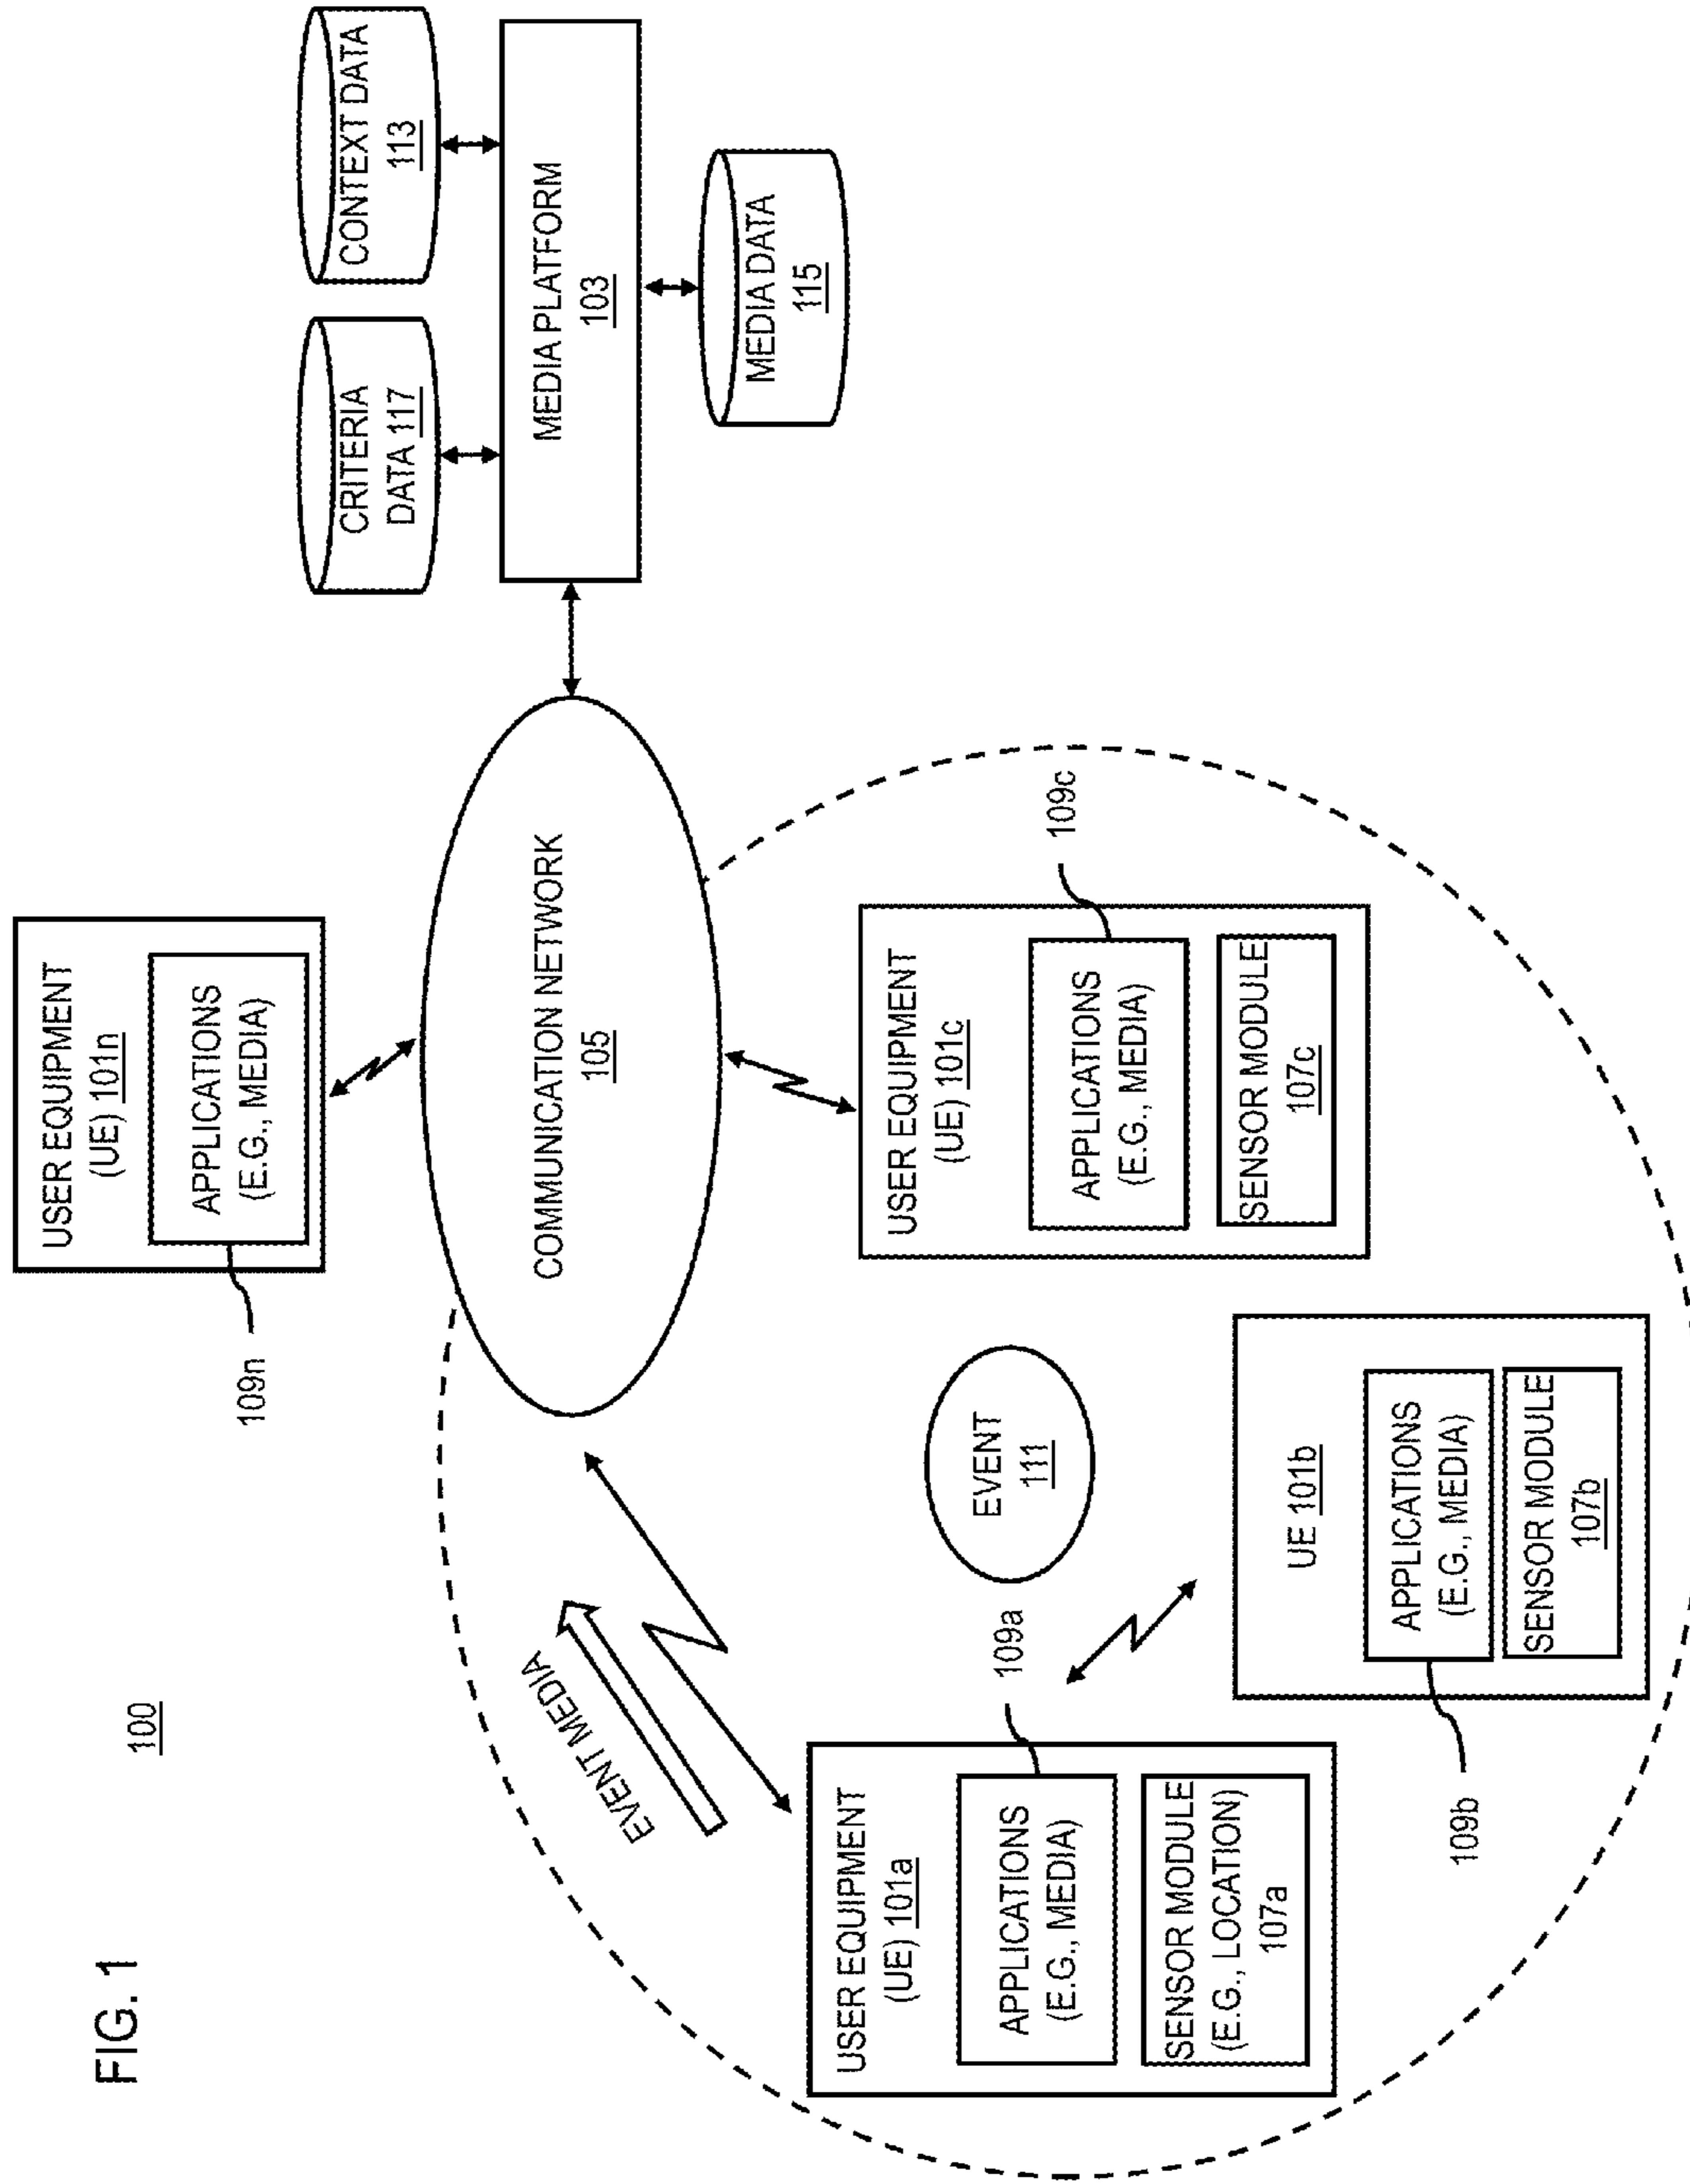 FIG. 1
100
USER EQUIPMENT
(UE) 101n
APPLICATIONS
(E.G., MEDIA)
109n
CRITERIA
DATA 117
CONTEXT DATA
113
COMMUNICATION NETWORK
105
MEDIA PLATFORM
103
MEDIA DATA
115
EVENT MEDIA
USER EQUIPMENT
(UE) 101a
APPLICATIONS
(E.G., MEDIA)
SENSOR MODULE
(E.G., LOCATION)
107a
109a
EVENT
111
USER EQUIPMENT
(UE) 101c
APPLICATIONS
(E.G., MEDIA)
SENSOR MODULE
107c
109c
UE 101b
APPLICATIONS
(E.G., MEDIA)
SENSOR MODULE
107b
109b